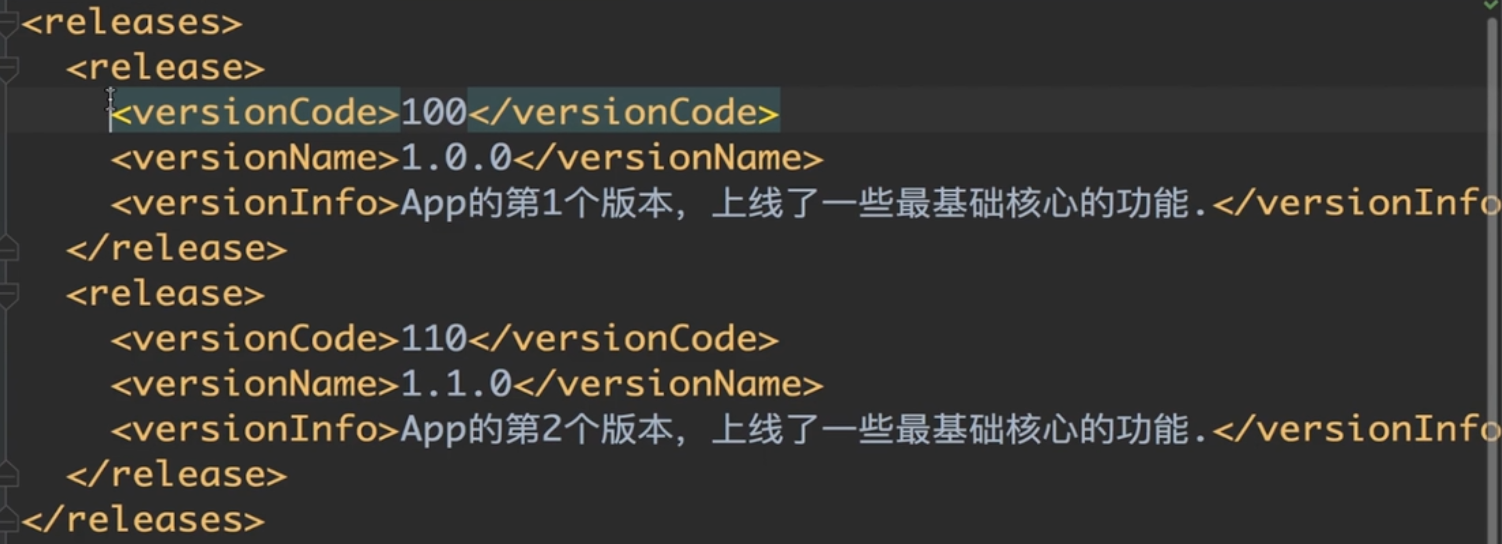 <releases>
<release>
<versionCode>100</versionCode>
<versionName>1.0.0</versionName>
<versionInfo>App的第1个版本，上线了一些最基础核心的功能.</versionInfo
</release>
<release>
<versionCode>110</versionCode>
<versionName>1.1.0</versionName>
<versionInfo>App的第2个版本，上线了一些最基础核心的功能.</versionInfo
</release>
</releases>